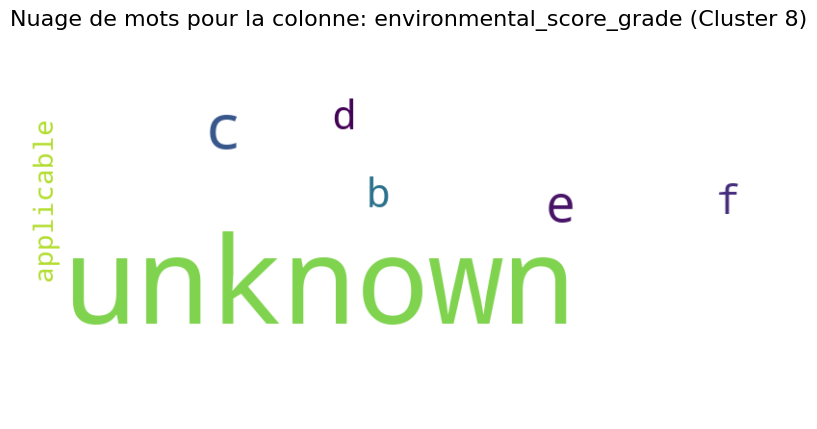 Nuage de mots pour la colonne: environmental_score_grade (Cluster 8)
applicable
c
d
b
e
f
unknown